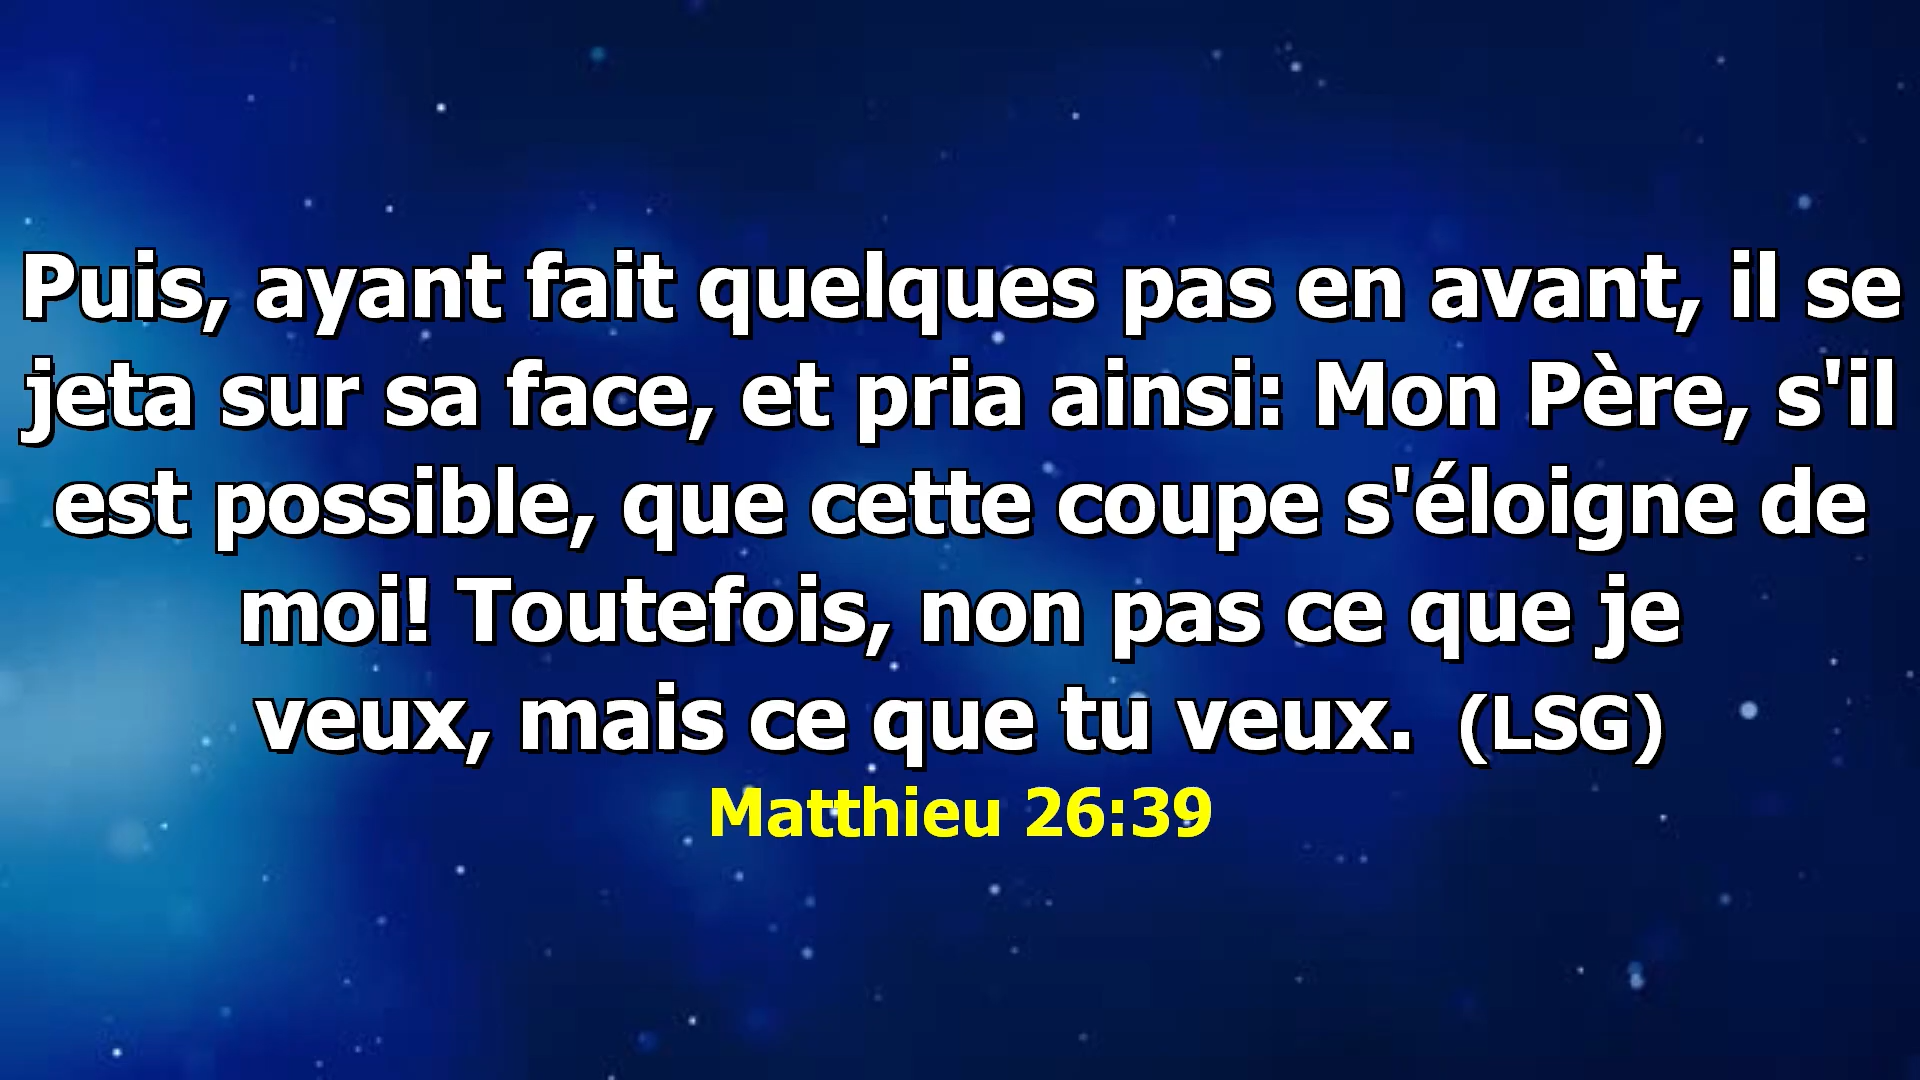 Puis, ayant fait quelques pas en avant, il se
jeta sur sa face, et pria ainsi: Mon Père, s'il
est possible, que cette coupe s'éloigne de
moi! Toutefois, non pas ce que je
veux, mais ce que tu veux.  (LSG)
Matthieu 26:39